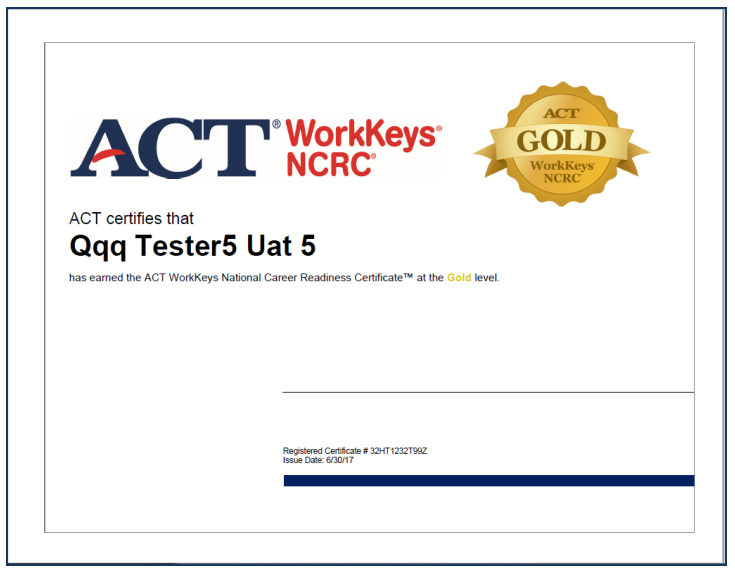 ACT® WorkKeys®
NCRC®
ACT
GOLD
WorkKeys®
NCRC®
ACT certifies that
Qqq Tester5 Uat 5
has earned the ACT WorkKeys National Career Readiness Certificate™ at the Gold level.
Registered Certificate # 32HT1232T99Z
Issue Date: 6/30/17